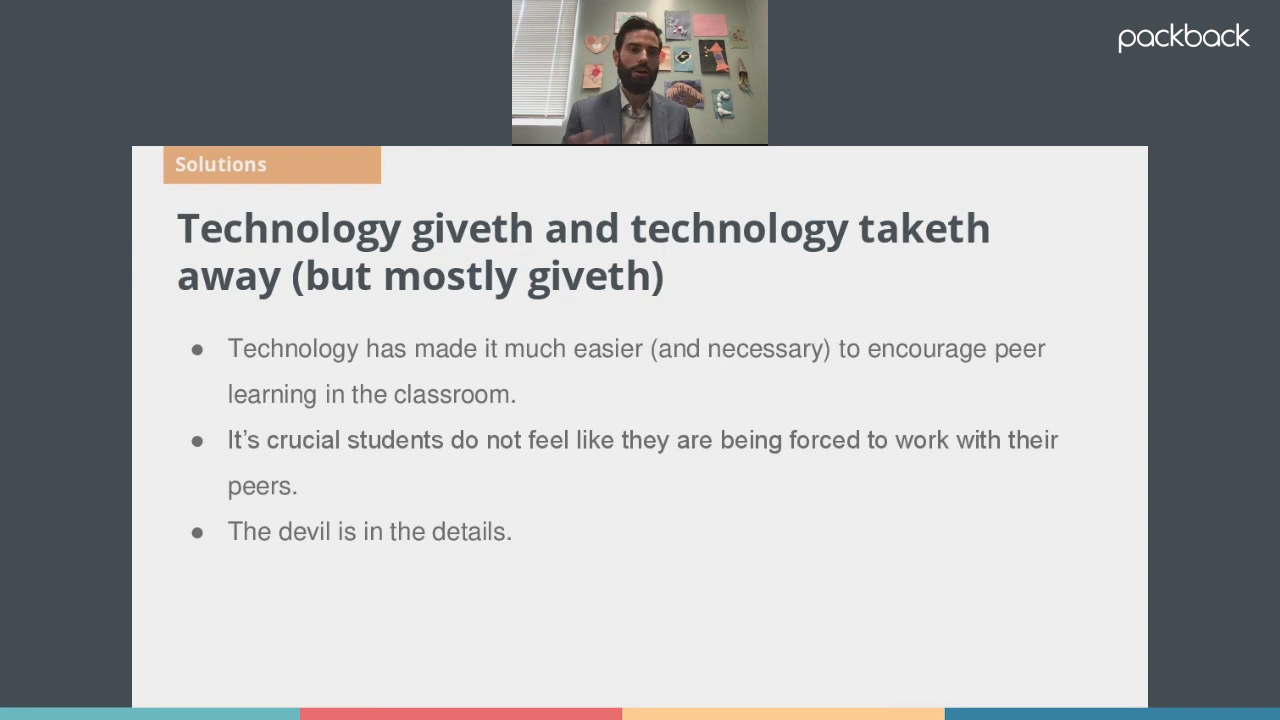 packback
Solutions
Technology giveth and technology taketh
away (but mostly giveth)
● Technology has made it much easier (and necessary) to encourage peer
learning in the classroom.
● It’s crucial students do not feel like they are being forced to work with their
peers.
● The devil is in the details.